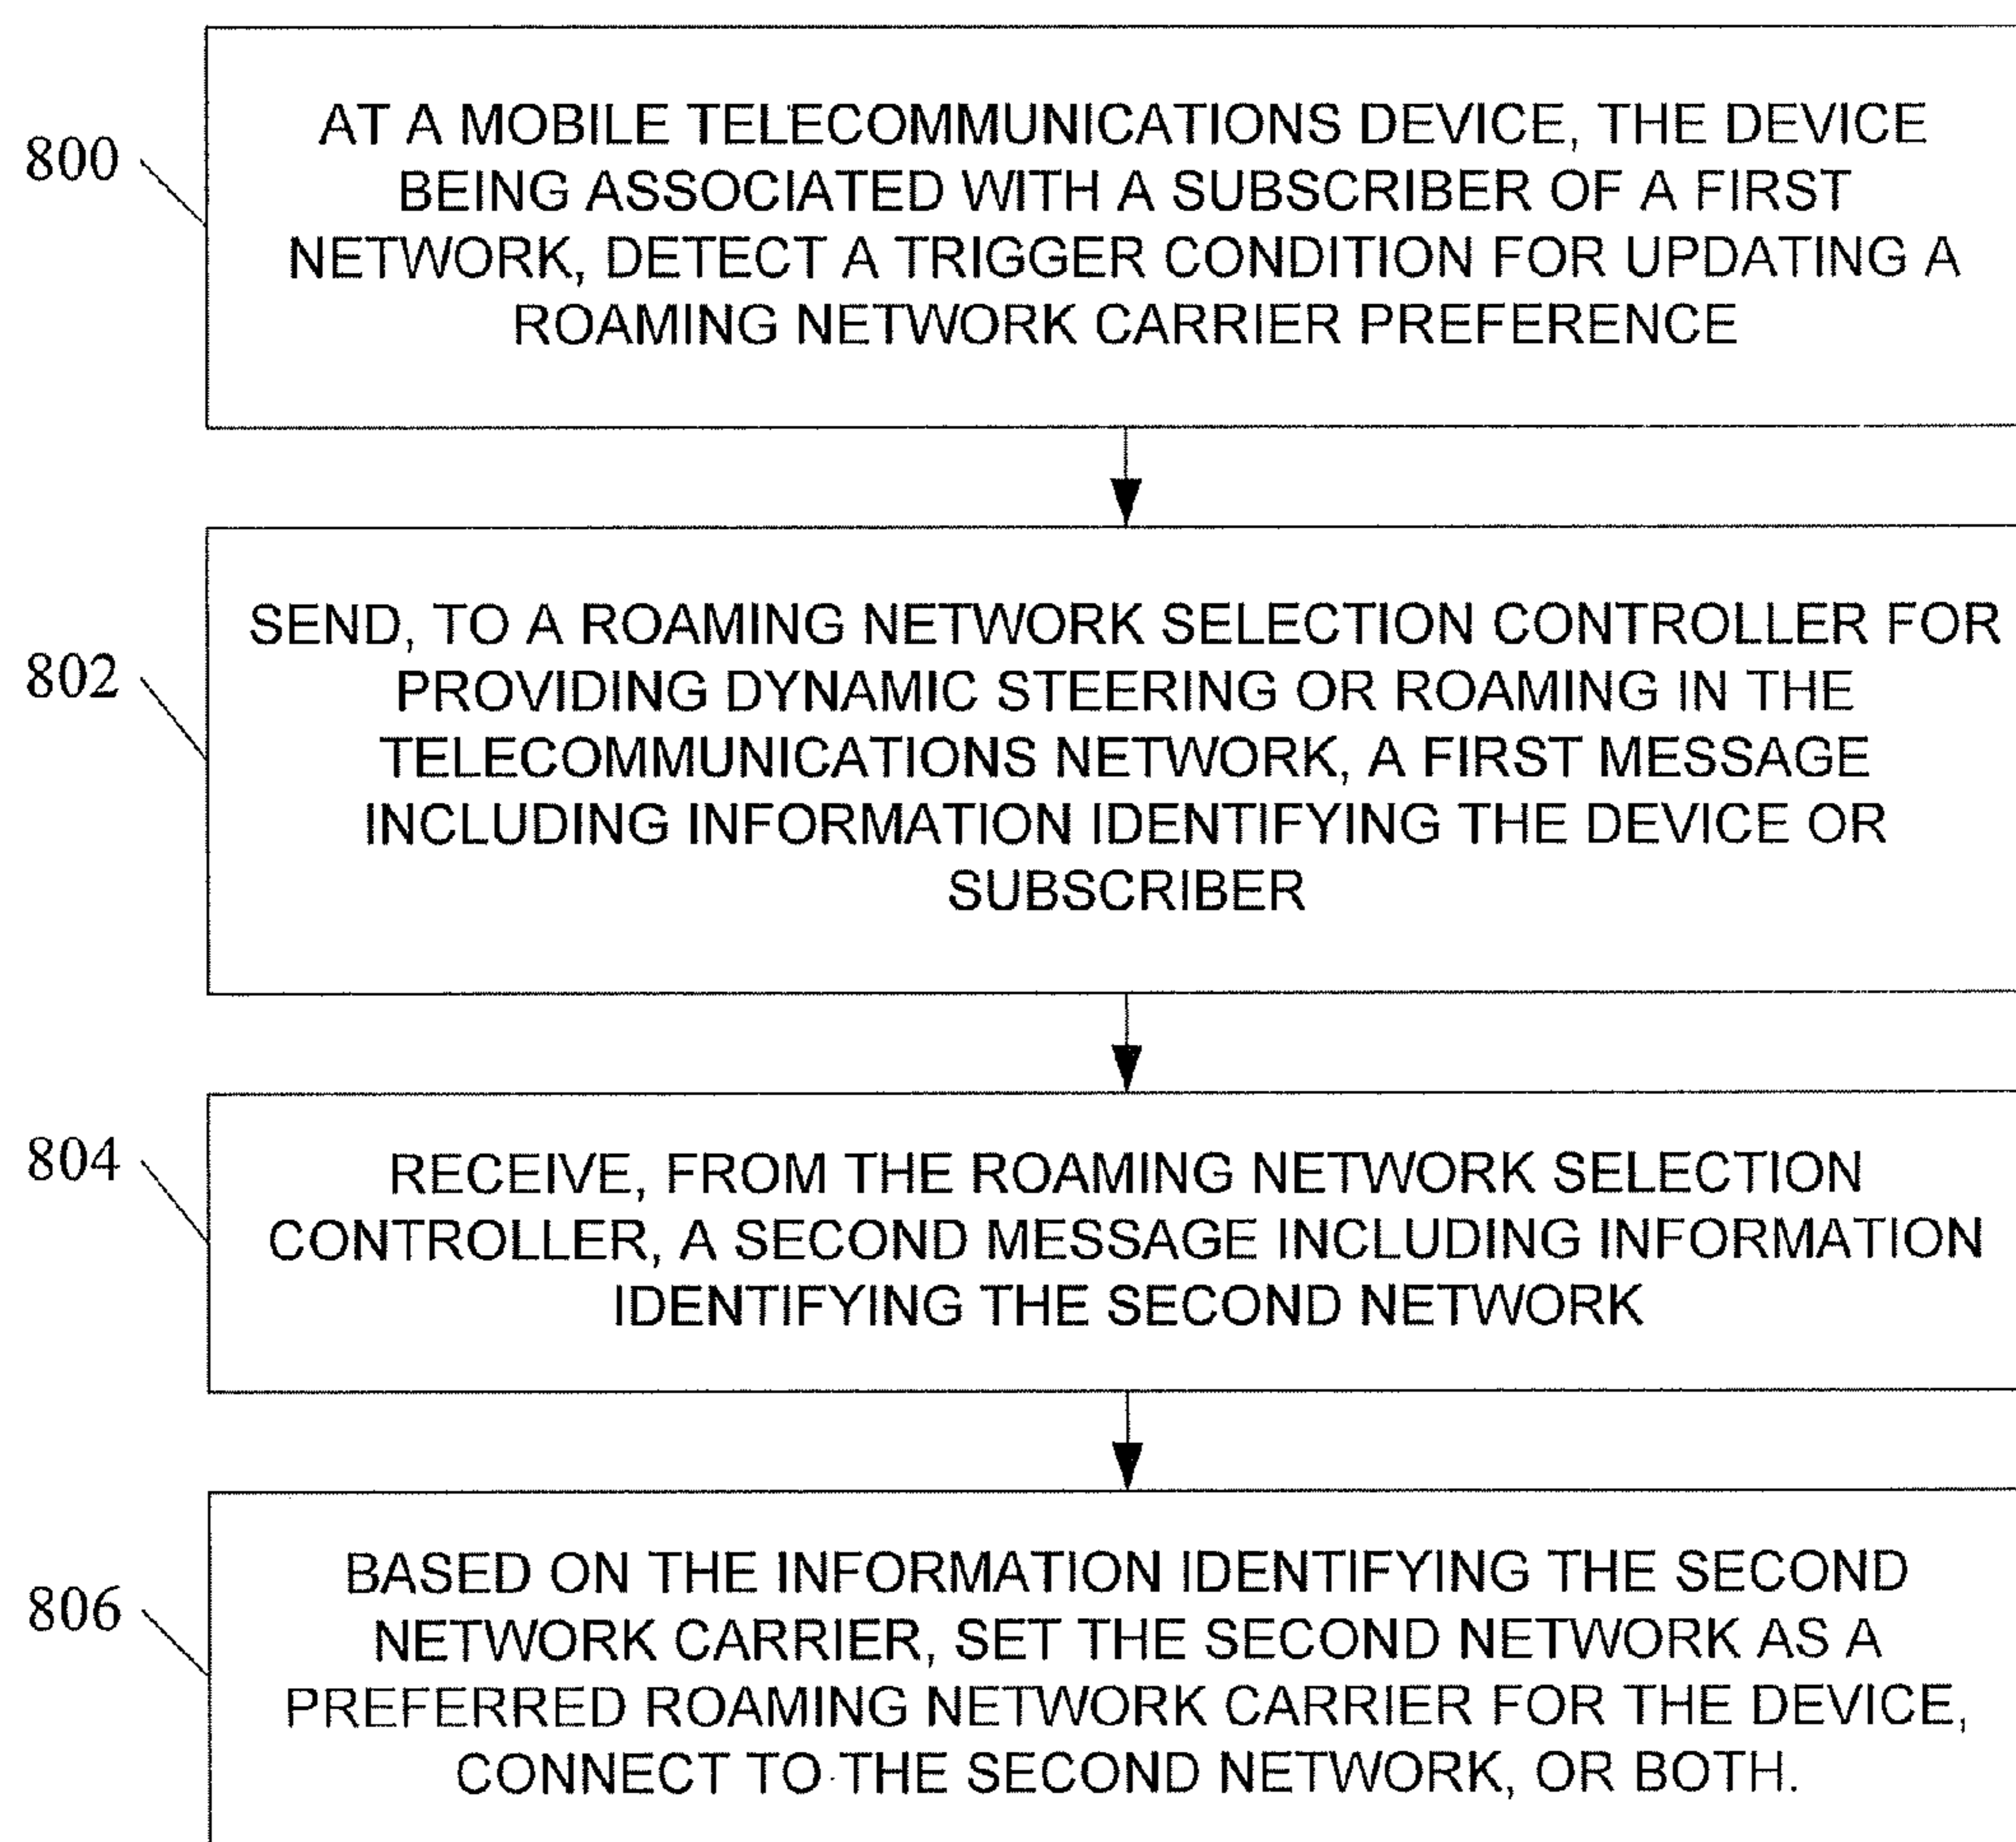 800
AT A MOBILE TELECOMMUNICATIONS DEVICE, THE DEVICE
BEING ASSOCIATED WITH A SUBSCRIBER OF A FIRST
NETWORK, DETECT A TRIGGER CONDITION FOR UPDATING A
ROAMING NETWORK CARRIER PREFERENCE
802
SEND, TO A ROAMING NETWORK SELECTION CONTROLLER FOR
PROVIDING DYNAMIC STEERING OR ROAMING IN THE
TELECOMMUNICATIONS NETWORK, A FIRST MESSAGE
INCLUDING INFORMATION IDENTIFYING THE DEVICE OR
SUBSCRIBER
804
RECEIVE, FROM THE ROAMING NETWORK SELECTION
CONTROLLER, A SECOND MESSAGE INCLUDING INFORMATION
IDENTIFYING THE SECOND NETWORK
806
BASED ON THE INFORMATION IDENTIFYING THE SECOND
NETWORK CARRIER, SET THE SECOND NETWORK AS A
PREFERRED ROAMING NETWORK CARRIER FOR THE DEVICE,
CONNECT TO THE SECOND NETWORK, OR BOTH.